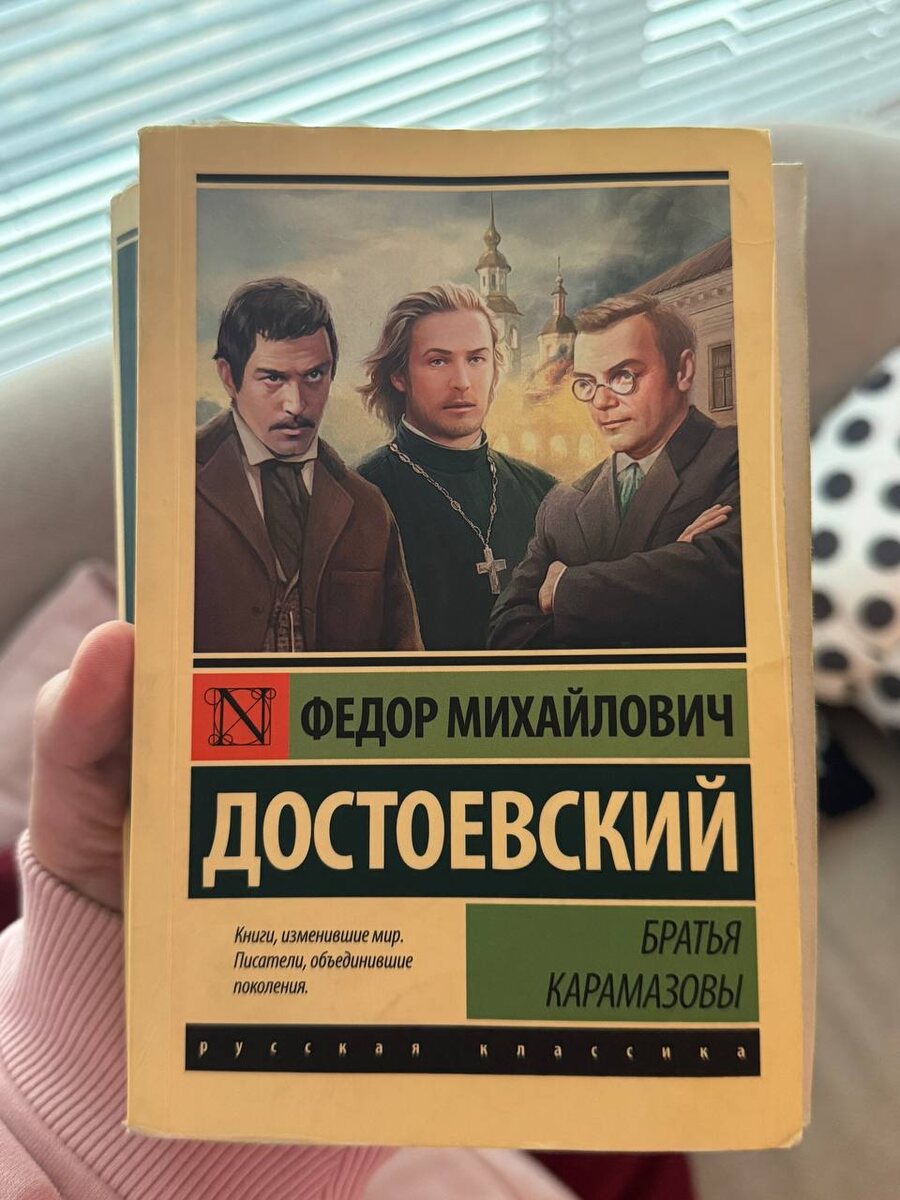 N
ФЕДОР МИХАЙЛОВИЧ
ДОСТОЕВСКИЙ
Книги, изменившие мир.
Писатели, объединившие
поколения.
БРАТЬЯ
КАРАМАЗОВЫ
русская классика